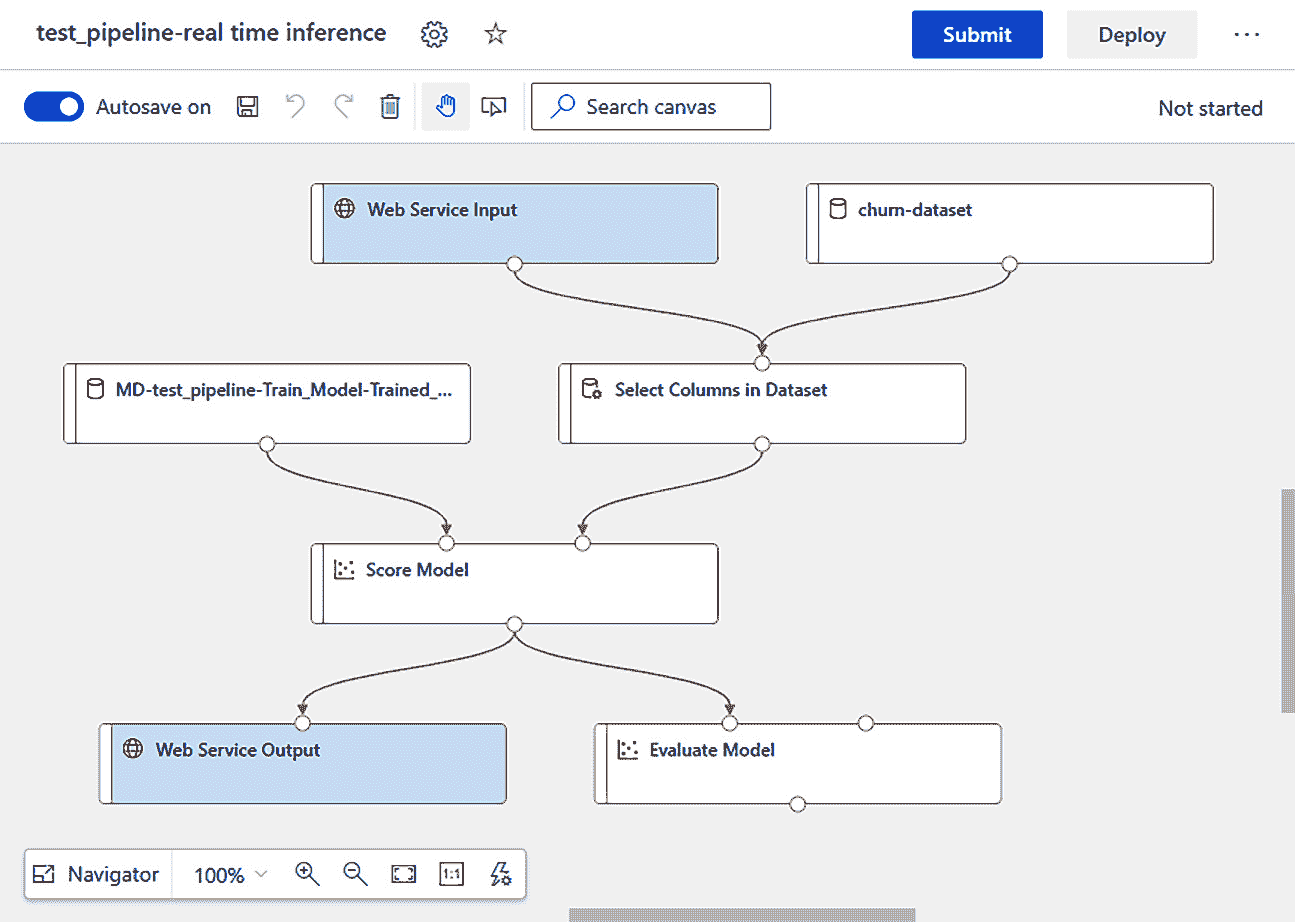 test_pipeline-real time inference
Submit
Deploy
Autosave on
Search canvas
Not started
Web Service Input
churn-dataset
MD-test_pipeline-Train_Model-Trained_...
Select Columns in Dataset
Score Model
Web Service Output
Evaluate Model
Navigator
100%
1:1